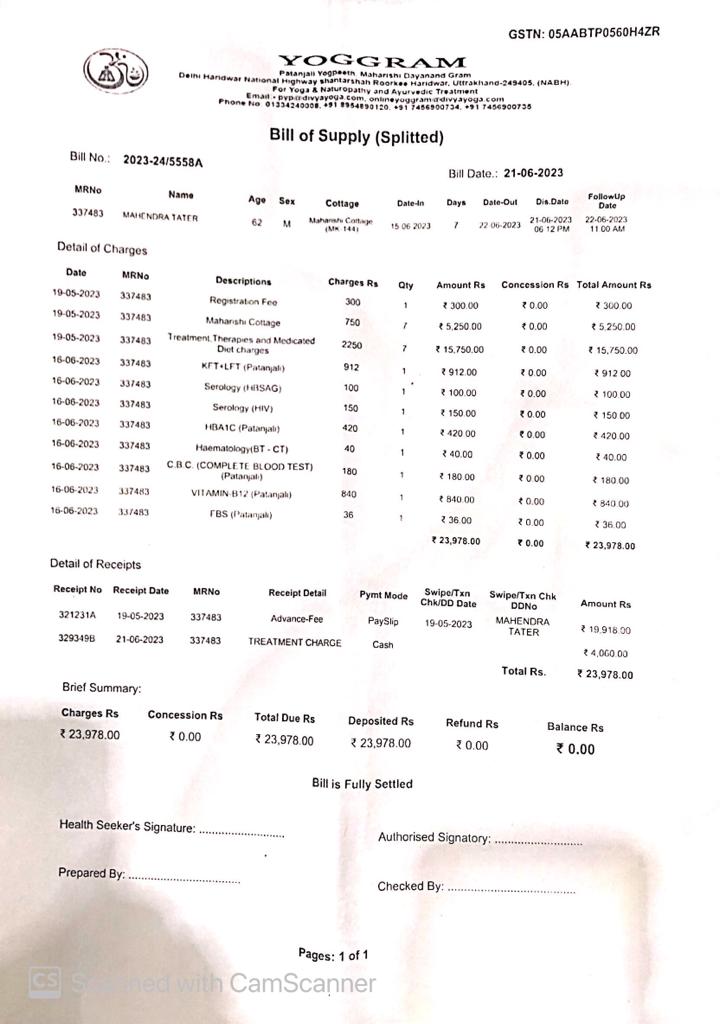 GSTN: 05AABTP0560H4ZR
YOGGRAM
Patanjali Yogpeeth, Maharishi Dayanand Gram
Delhi Haridwar National Highway shantarshah Roorkee Haridwar, Uttrakhand-249405, (NABH)
For Yoga & Naturopathy and Ayurvedic Treatment
Email - pyp@divyayoga.com, onlineyoggram@divyayoga.com
Phone No. 01334240008, +91 8954890120, +91 7456900734, +91 7456900735
Bill of Supply (Splitted)
Bill No.: 2023-24/5558A
Bill Date.: 21-06-2023
MRNo Name Age Sex Cottage Date-In Days Date-Out Dis.Date FollowUp Date
337483 MAHENDRA TATER 62 M Maharishi Cottage (MK-144) 15 06 2023 7 22 06-2023 21-06-2023 06 12 PM 22-06-2023 11 00 AM
Detail of Charges
Date MRNo Descriptions Charges Rs Qty Amount Rs Concession Rs Total Amount Rs
19-05-2023 337483 Registration Fee 300 1 ₹ 300.00 ₹ 0.00 ₹ 300.00
19-05-2023 337483 Maharishi Cottage 750 7 ₹ 5,250.00 ₹ 0.00 ₹ 5,250.00
19-05-2023 337483 Treatment,Therapies and Medicated Diet charges 2250 7 ₹ 15,750.00 ₹ 0.00 ₹ 15,750.00
16-06-2023 337483 KFT+LFT (Patanjali) 912 1 ₹ 912.00 ₹ 0.00 ₹ 912 00
16-06-2023 337483 Serology (HBSAG) 100 1 ₹ 100.00 ₹ 0.00 ₹ 100.00
16-06-2023 337483 Serology (HIV) 150 1 ₹ 150.00 ₹ 0.00 ₹ 150 00
16-06-2023 337483 HBA1C (Patanjali) 420 1 ₹ 420 00 ₹ 0.00 ₹ 420.00
16-06-2023 337483 Haematology(BT - CT) 40 1 ₹ 40.00 ₹ 0.00 ₹ 40.00
16-06-2023 337483 C.B.C. (COMPLETE BLOOD TEST) (Patanjali) 180 1 ₹ 180.00 ₹ 0.00 ₹ 180.00
16-06-2023 337483 VITAMIN-B12 (Patanjali) 840 1 ₹ 840.00 ₹ 0.00 ₹ 840 00
16-06-2023 337483 FBS (Patanjali) 36 1 ₹ 36.00 ₹ 0.00 ₹ 36.00
₹ 23,978.00 ₹ 0.00 ₹ 23,978.00
Detail of Receipts
Receipt No Receipt Date MRNo Receipt Detail Pymt Mode Swipe/Txn Chk/DD Date Swipe/Txn Chk DDNo Amount Rs
321231A 19-05-2023 337483 Advance-Fee PaySlip 19-05-2023 MAHENDRA TATER ₹ 19,918.00
329349B 21-06-2023 337483 TREATMENT CHARGE Cash ₹ 4,060.00
Total Rs. ₹ 23,978.00
Brief Summary:
Charges Rs Concession Rs Total Due Rs Deposited Rs Refund Rs Balance Rs
₹ 23,978.00 ₹ 0.00 ₹ 23,978.00 ₹ 23,978.00 ₹ 0.00 ₹ 0.00
Bill is Fully Settled
Health Seeker's Signature: ..........................
Authorised Signatory: ..........................
Prepared By: ..................................
Checked By: .......................................
Pages: 1 of 1
CS Scanned with CamScanner